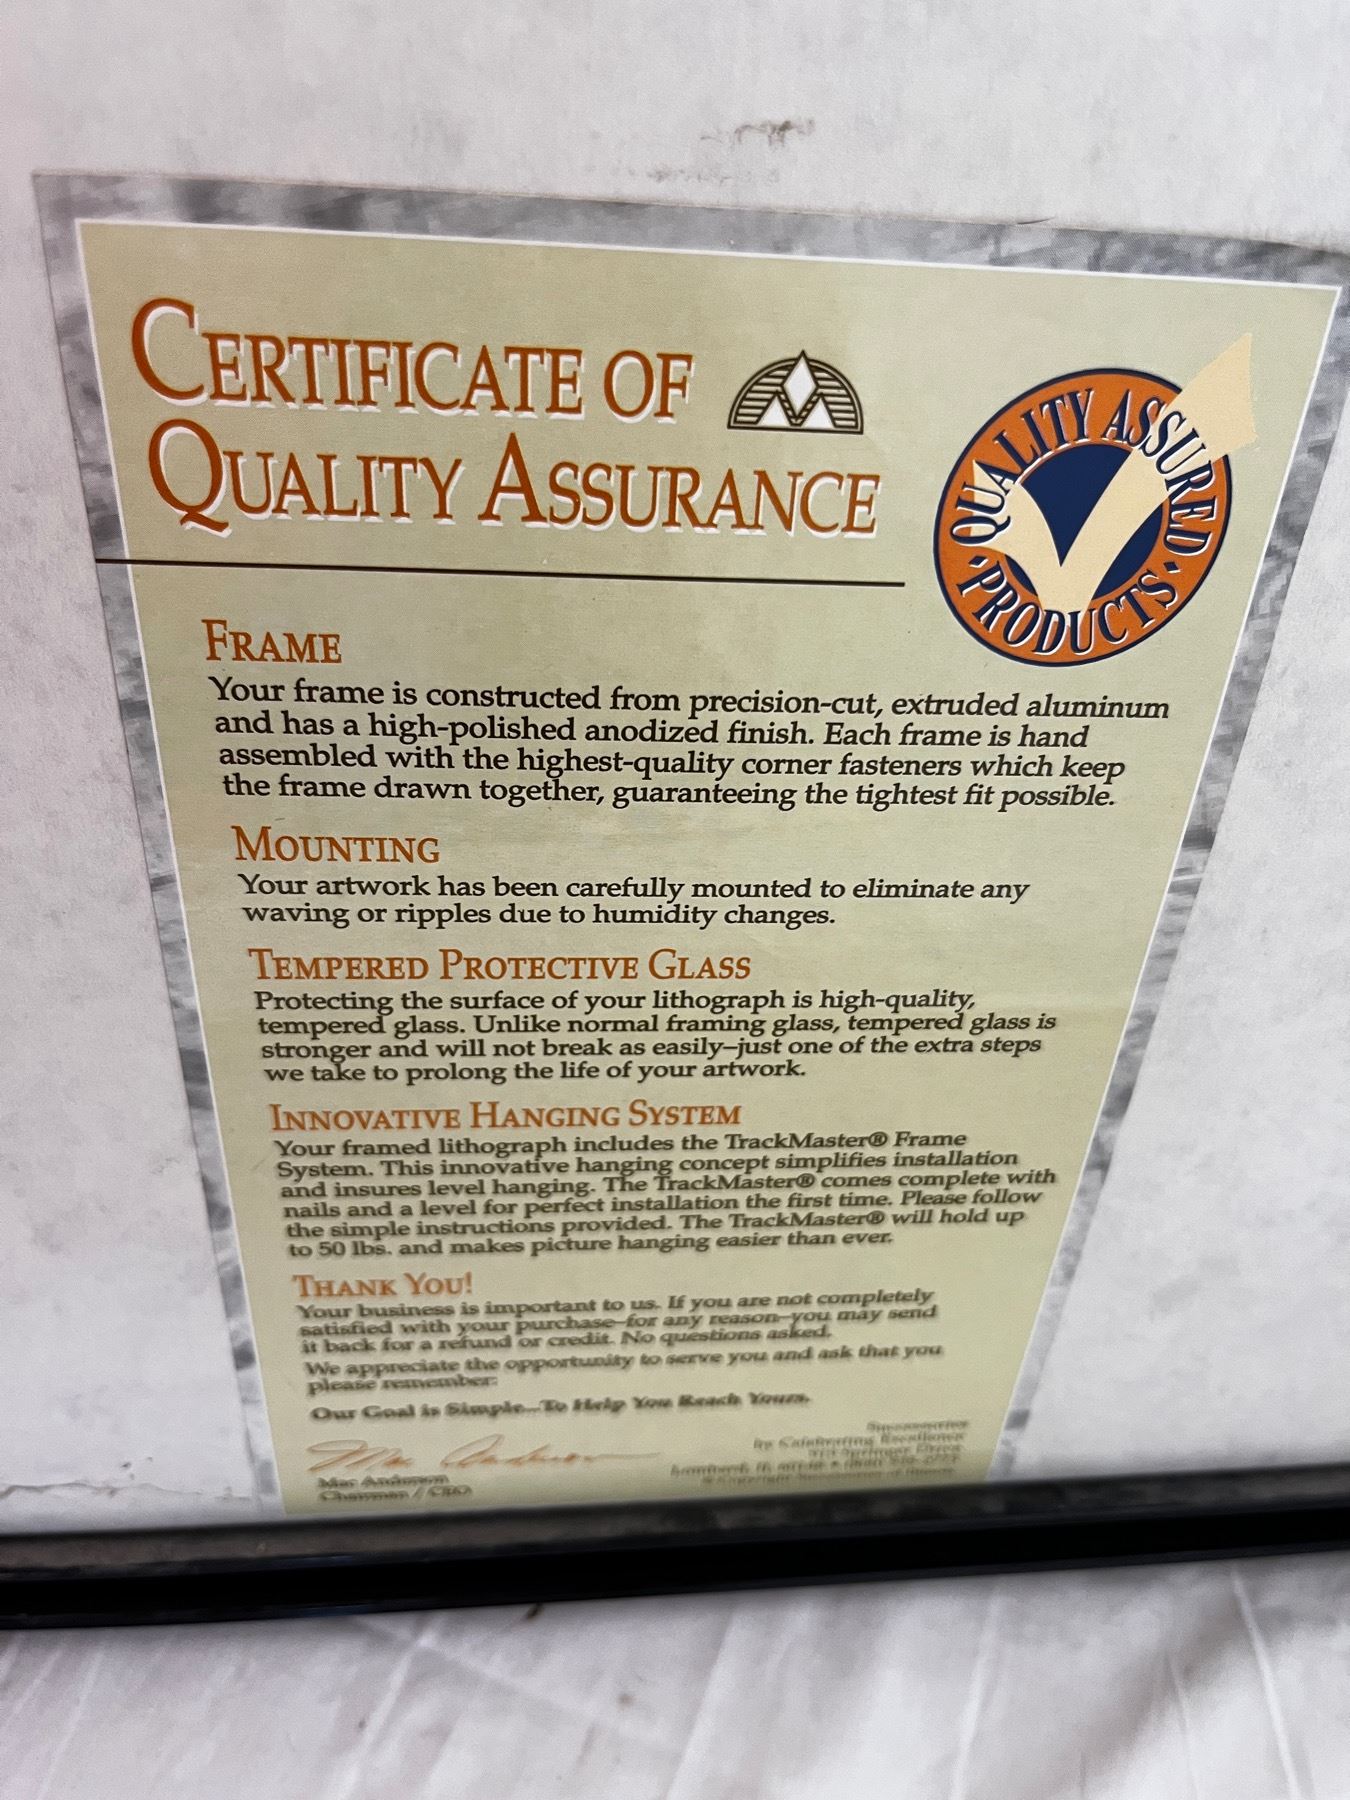 CERTIFICATE OF
QUALITY ASSURANCE
QUALITY ASSURED
· PRODUCTS ·
FRAME
Your frame is constructed from precision-cut, extruded aluminum
and has a high-polished anodized finish. Each frame is hand
assembled with the highest-quality corner fasteners which keep
the frame drawn together, guaranteeing the tightest fit possible.
MOUNTING
Your artwork has been carefully mounted to eliminate any
waving or ripples due to humidity changes.
TEMPERED PROTECTIVE GLASS
Protecting the surface of your lithograph is high-quality,
tempered glass. Unlike normal framing glass, tempered glass is
stronger and will not break as easily–just one of the extra steps
we take to prolong the life of your artwork.
INNOVATIVE HANGING SYSTEM
Your framed lithograph includes the TrackMaster® Frame
System. This innovative hanging concept simplifies installation
and insures level hanging. The TrackMaster® comes complete with
nails and a level for perfect installation the first time. Please follow
the simple instructions provided. The TrackMaster® will hold up
to 50 lbs. and makes picture hanging easier than ever.
THANK YOU!
Your business is important to us. If you are not completely
satisfied with your purchase–for any reason–you may send
it back for a refund or credit. No questions asked.
We appreciate the opportunity to serve you and ask that you
please remember:
Our Goal is Simple...To Help You Reach Yours.
Mac Anderson
Mac Anderson
Chairman / CEO
by Celebrating Excellence